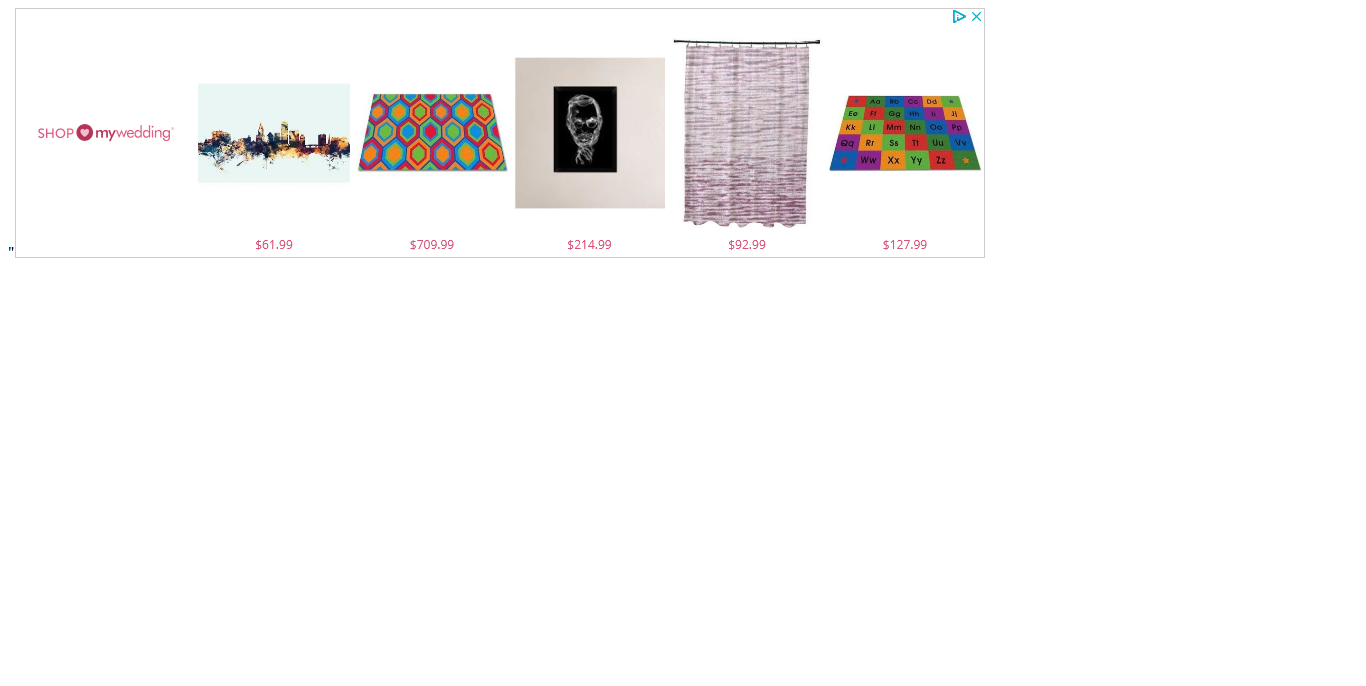 SHOP mywedding
Aa Bb Cc Dd
Ee Ff Gg Hh Ii Jj
Kk Ll Mm Nn Oo Pp
Qq Rr Ss Tt Uu Vv
Ww Xx Yy Zz
"
$61.99
$709.99
$214.99
$92.99
$127.99